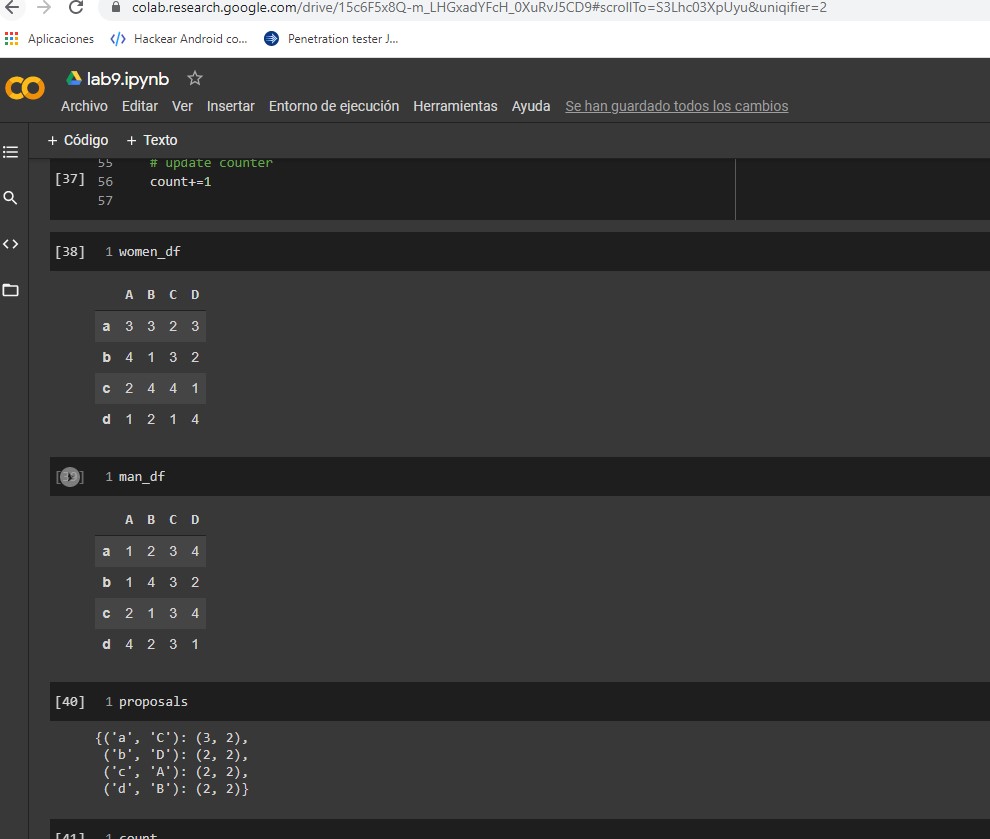 colab.research.google.com/drive/15c6F5x8Q-m_LHGxadYFcH_0XuRvJ5CD9#scrollTo=S3Lhc03XpUyu&uniqifier=2
Aplicaciones </> Hackear Android co... Penetration tester J...
lab9.ipynb
Archivo Editar Ver Insertar Entorno de ejecución Herramientas Ayuda Se han guardado todos los cambios
+ Código + Texto
55 # update counter
[37] 56 count+=1
57
[38] 1 women_df
A B C D
a 3 3 2 3
b 4 1 3 2
c 2 4 4 1
d 1 2 1 4
1 man_df
A B C D
a 1 2 3 4
b 1 4 3 2
c 2 1 3 4
d 4 2 3 1
[40] 1 proposals
{('a', 'C'): (3, 2),
('b', 'D'): (2, 2),
('c', 'A'): (2, 2),
('d', 'B'): (2, 2)}
[41] 1 count